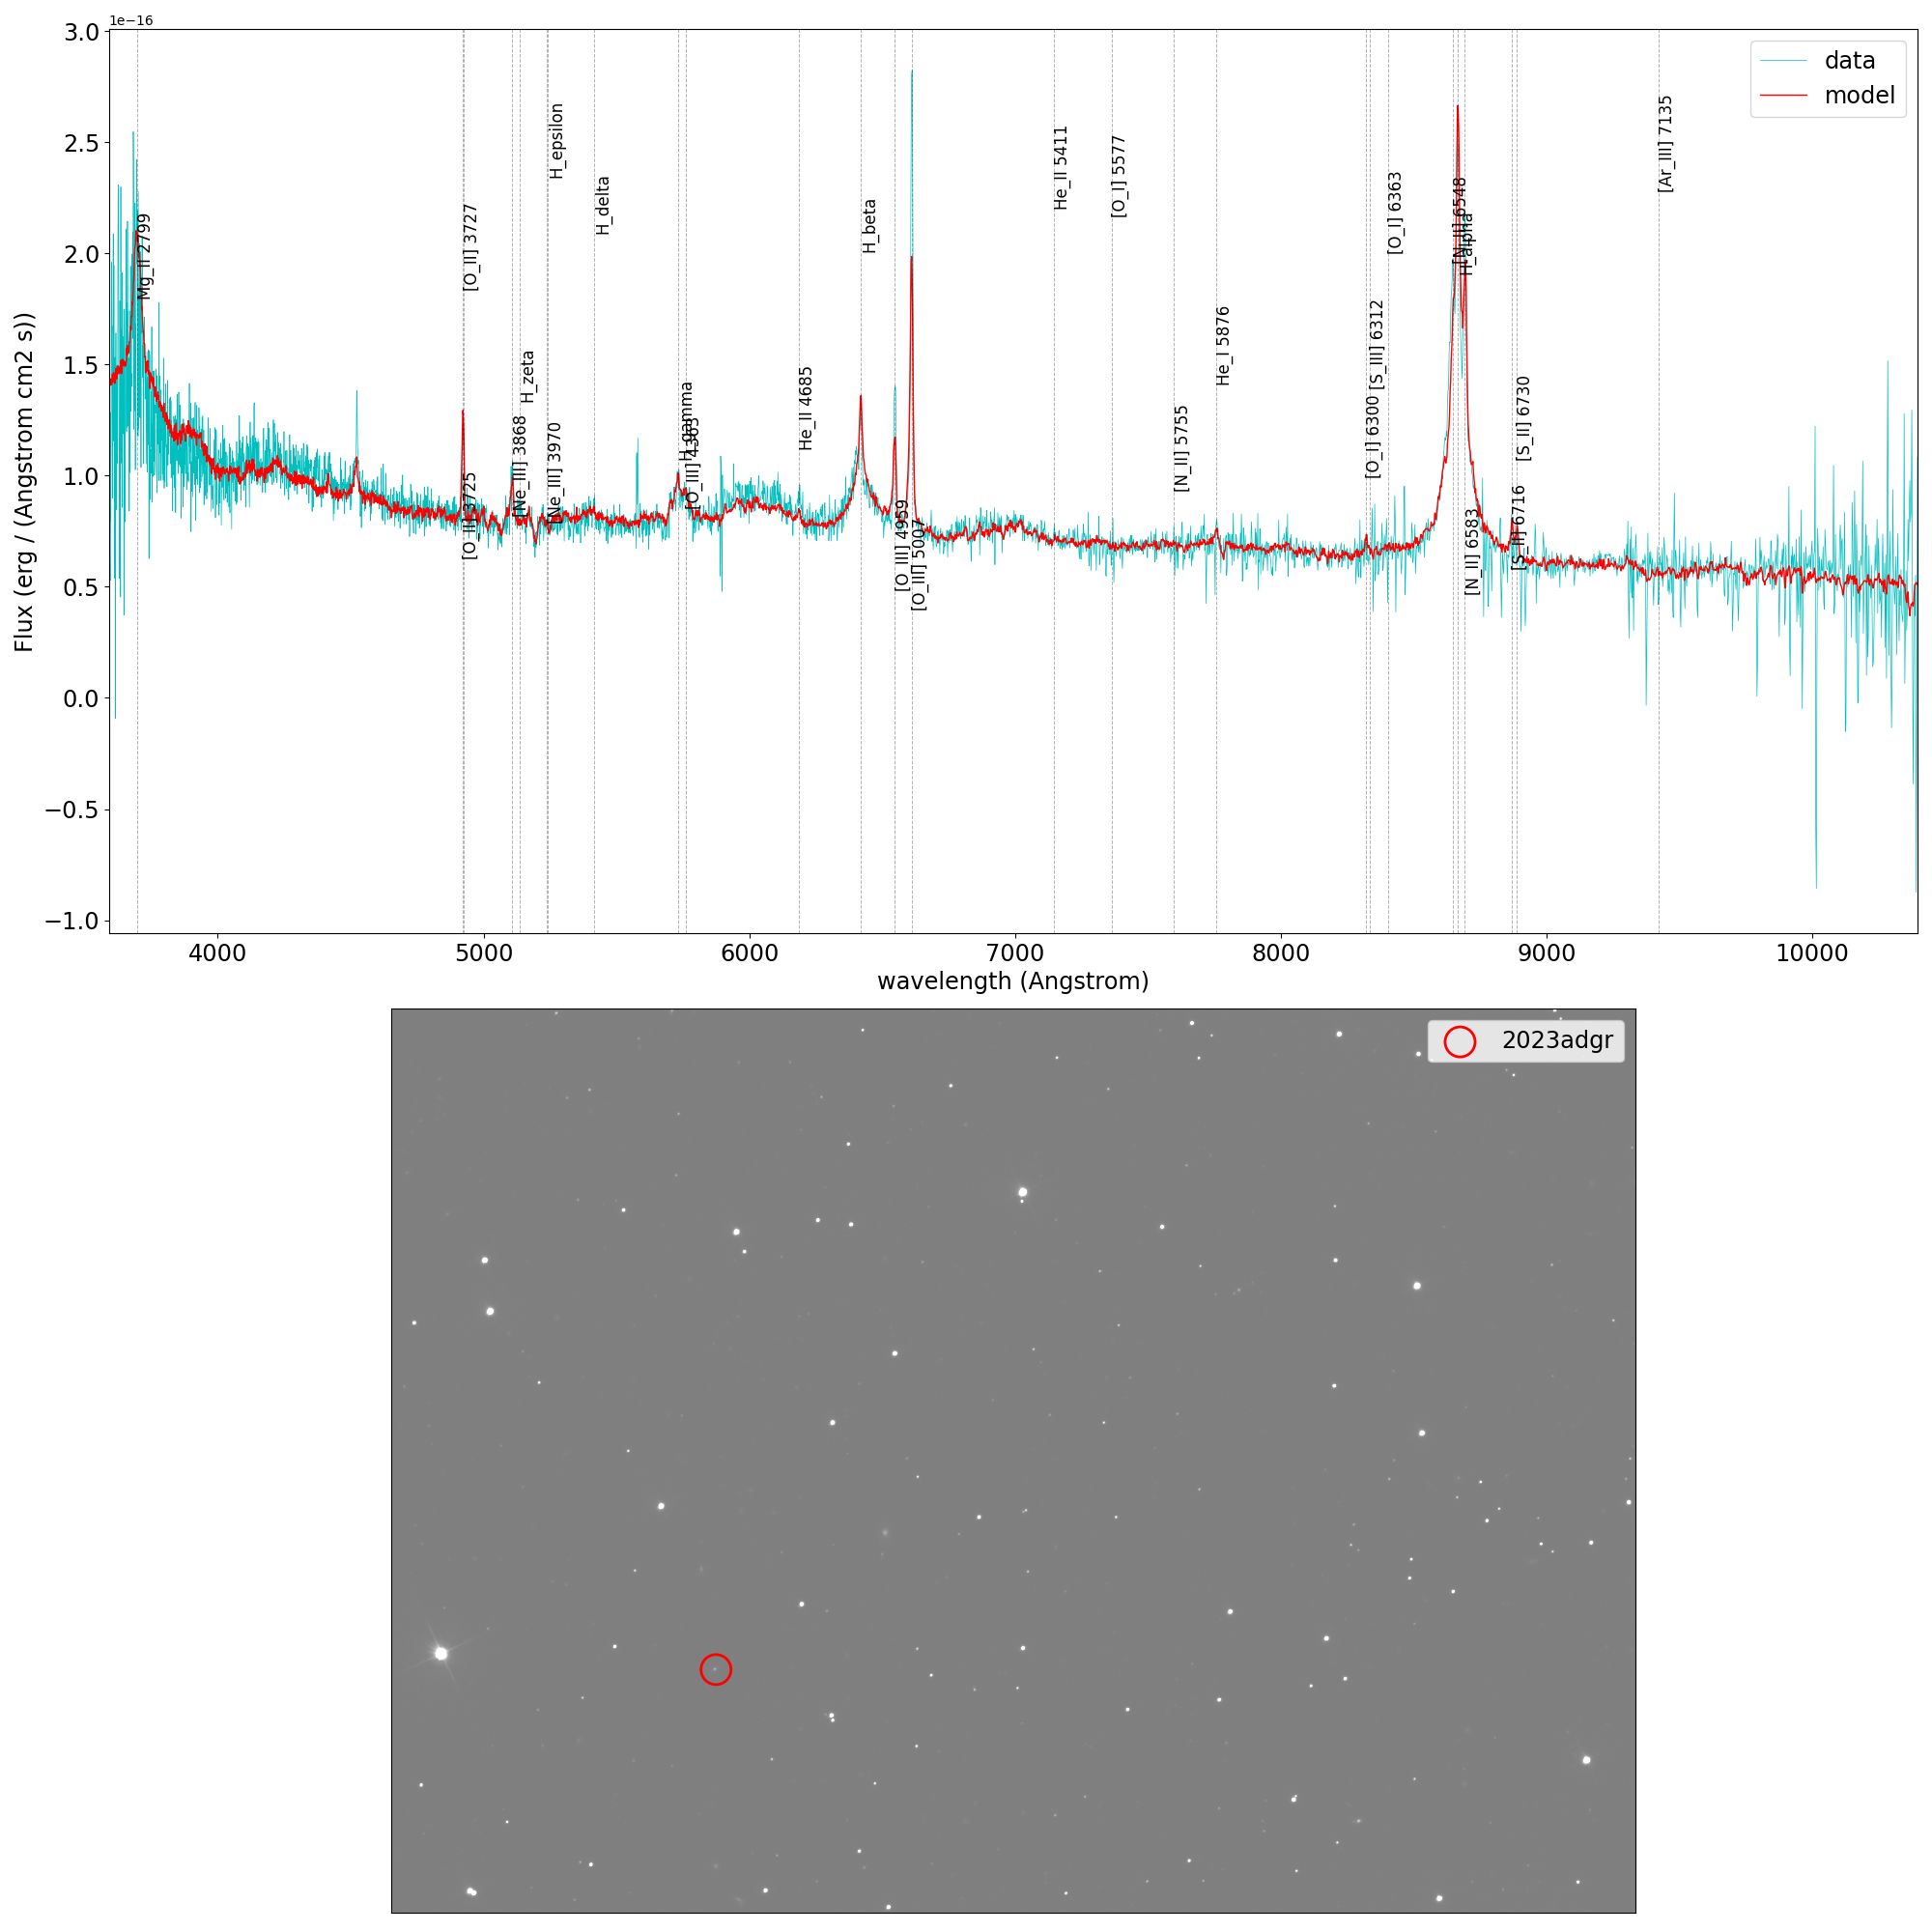 1e−16
3.0
2.5
2.0
1.5
1.0
0.5
0.0
−0.5
−1.0
Flux (erg / (Angstrom cm2 s))
4000
5000
6000
7000
8000
9000
10000
wavelength (Angstrom)
data
model
Mg_II 2799
[O_II] 3725
[O_II] 3727
[Ne_III] 3868
H_zeta
[Ne_III] 3970
H_epsilon
H_delta
H_gamma
[O_III] 4363
He_II 4685
H_beta
[O_III] 4959
[O_III] 5007
He_II 5411
[O_I] 5577
[N_II] 5755
He_I 5876
[O_I] 6300
[S_III] 6312
[O_I] 6363
[N_II] 6548
H_alpha
[N_II] 6583
[S_II] 6716
[S_II] 6730
[Ar_III] 7135
2023adgr